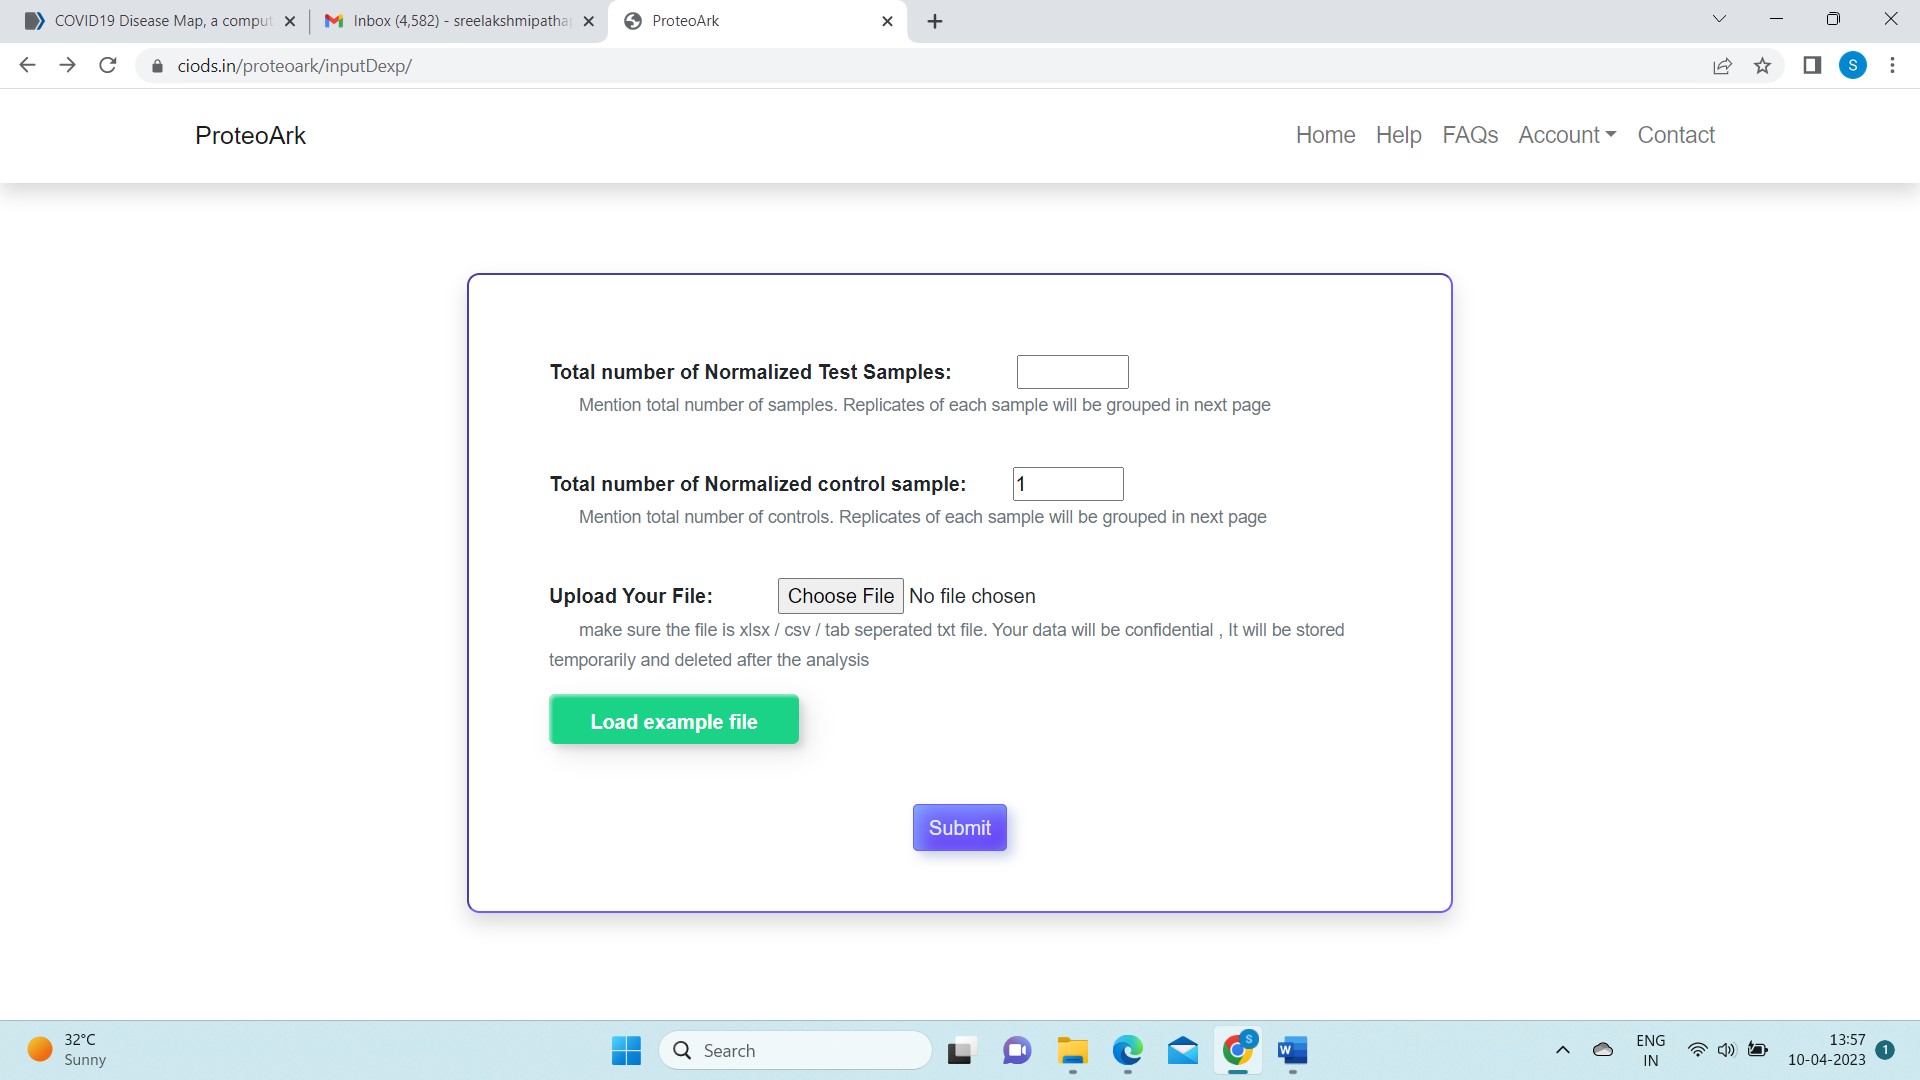 COVID19 Disease Map, a comput
Inbox (4,582) - sreelakshmipatha
ProteoArk
ciods.in/proteoark/inputDexp/
S
ProteoArk
Home Help FAQs Account Contact
Total number of Normalized Test Samples:
Mention total number of samples. Replicates of each sample will be grouped in next page
Total number of Normalized control sample: 1
Mention total number of controls. Replicates of each sample will be grouped in next page
Upload Your File: Choose File No file chosen
make sure the file is xlsx / csv / tab seperated txt file. Your data will be confidential , It will be stored
temporarily and deleted after the analysis
Load example file
Submit
32°C
Sunny
Search
S
W
ENG
IN
13:57
10-04-2023
1